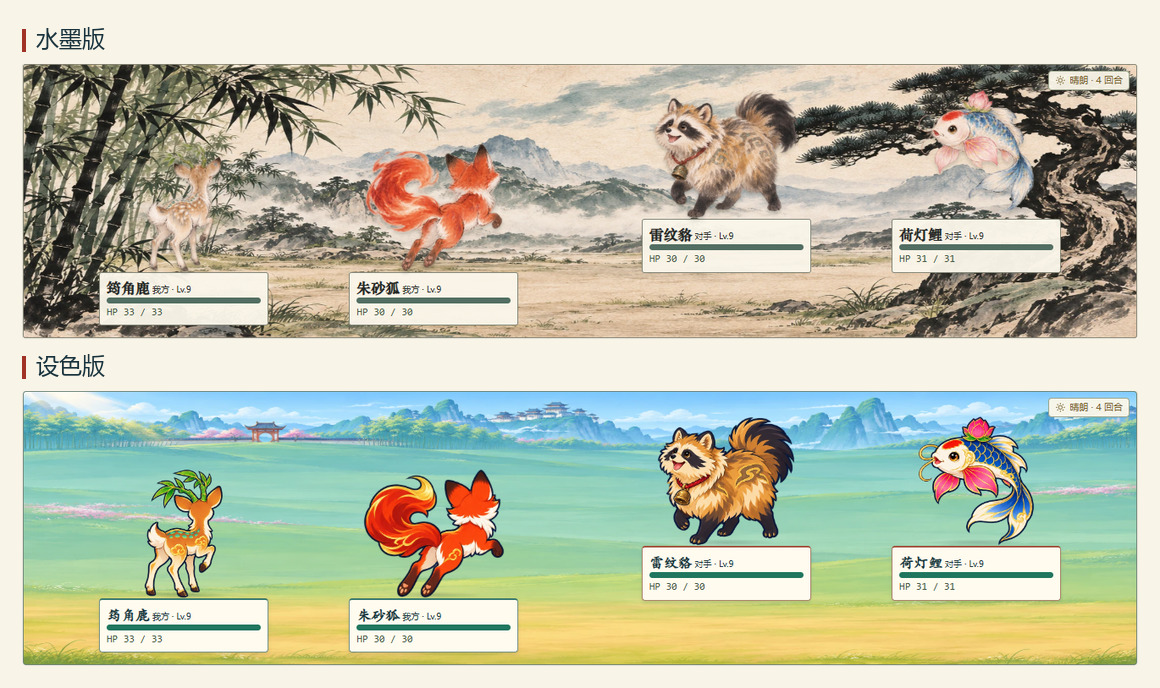 水墨版
晴朗 · 4 回合
雷纹貉 对手 · Lv.9
HP 30 / 30
荷灯鲤 对手 · Lv.9
HP 31 / 31
筠角鹿 我方 · Lv.9
HP 33 / 33
朱砂狐 我方 · Lv.9
HP 30 / 30
设色版
晴朗 · 4 回合
雷纹貉 对手 · Lv.9
HP 30 / 30
荷灯鲤 对手 · Lv.9
HP 31 / 31
筠角鹿 我方 · Lv.9
HP 33 / 33
朱砂狐 我方 · Lv.9
HP 30 / 30